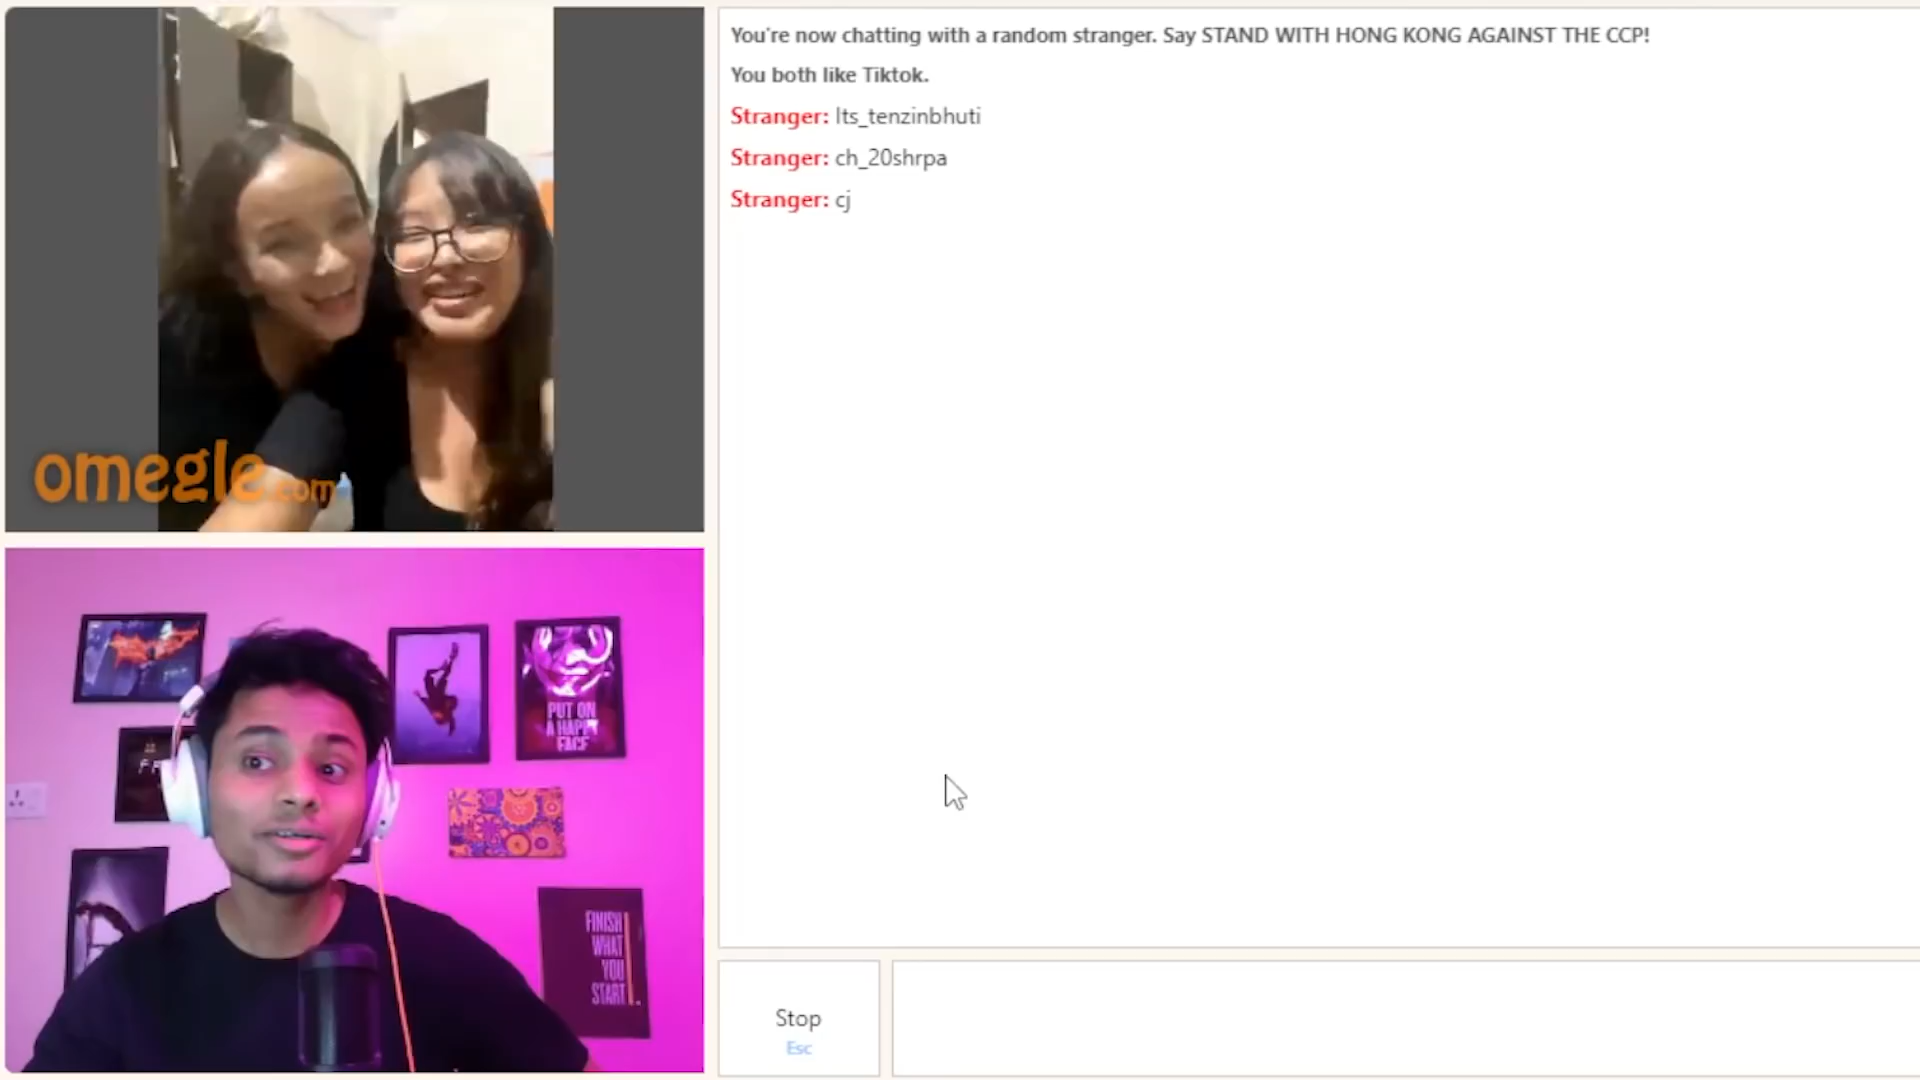 You're now chatting with a random stranger. Say STAND WITH HONG KONG AGAINST THE CCP!
You both like Tiktok.
Stranger: Its_tenzinbhuti
Stranger: ch_20shrpa
Stranger: cj
omegle.com
PUT ON
A HAPPY
FACE
FINISH
WHAT
YOU
START
Stop
Esc